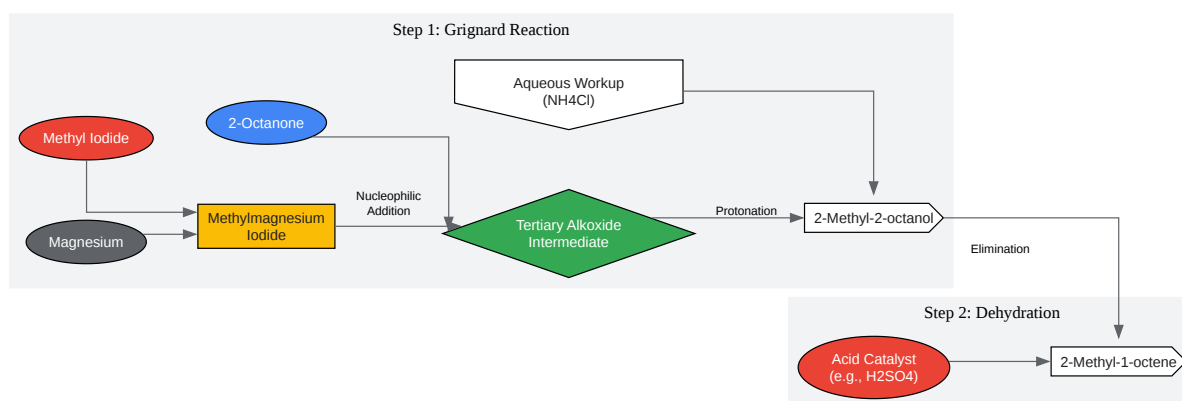 Step 1: Grignard Reaction
Aqueous Workup
(NH4Cl)
2-Octanone
Methyl Iodide
Nucleophilic
Addition
Methylmagnesium
Iodide
Magnesium
Tertiary Alkoxide
Intermediate
Protonation
2-Methyl-2-octanol
Elimination
Step 2: Dehydration
Acid Catalyst
(e.g., H2SO4)
2-Methyl-1-octene